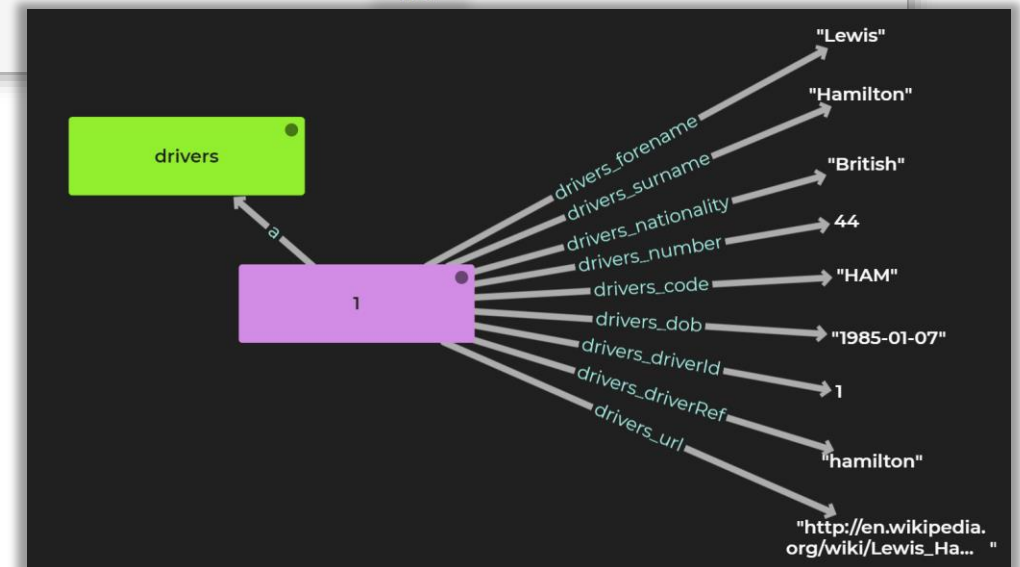 drivers
a
1
drivers_forename
"Lewis"
drivers_surname
"Hamilton"
drivers_nationality
"British"
drivers_number
44
drivers_code
"HAM"
drivers_dob
"1985-01-07"
drivers_driverId
1
drivers_driverRef
"hamilton"
drivers_url
"http://en.wikipedia.
org/wiki/Lewis_Ha... "